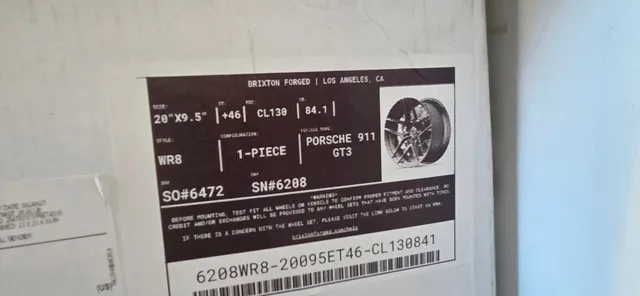 BRIXTON FORGED | LOS ANGELES, CA
SIZE: ET: PBC: CB:
20"X9.5" +46 CL130 84.1
STYLE: CONFIGURATION: VEHICLE MAKE:
WR8 1-PIECE PORSCHE 911 GT3
SO#6472 SN#6208
*WARNING*
BEFORE MOUNTING, TEST FIT ALL WHEELS ON VEHICLE TO CONFIRM PROPER FITMENT AND CLEARANCE. NO
CREDIT AND/OR EXCHANGES WILL BE PROVIDED TO ANY WHEEL SETS THAT HAVE BEEN MOUNTED WITH TIRES.
IF THERE IS A CONCERN WITH THE WHEEL SET, PLEASE VISIT THE LINK BELOW TO START AN RMA.
brixtonforged.com/help
6208WR8-20095ET46-CL130841